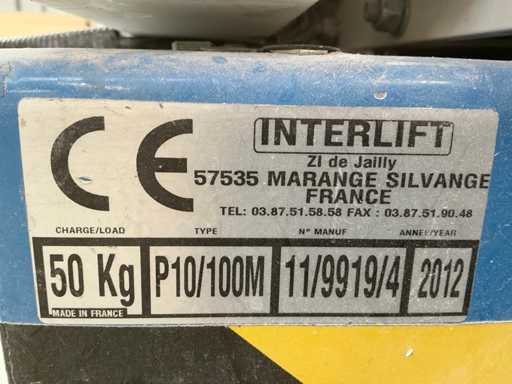 CE
INTERLIFT
ZI de Jailly
57535 MARANGE SILVANGE
FRANCE
TEL: 03.87.51.58.58 FAX : 03.87.51.90.48
CHARGE/LOAD TYPE N° MANUF ANNEE/YEAR
50 Kg P10/100M 11/9919/4 2012
MADE IN FRANCE